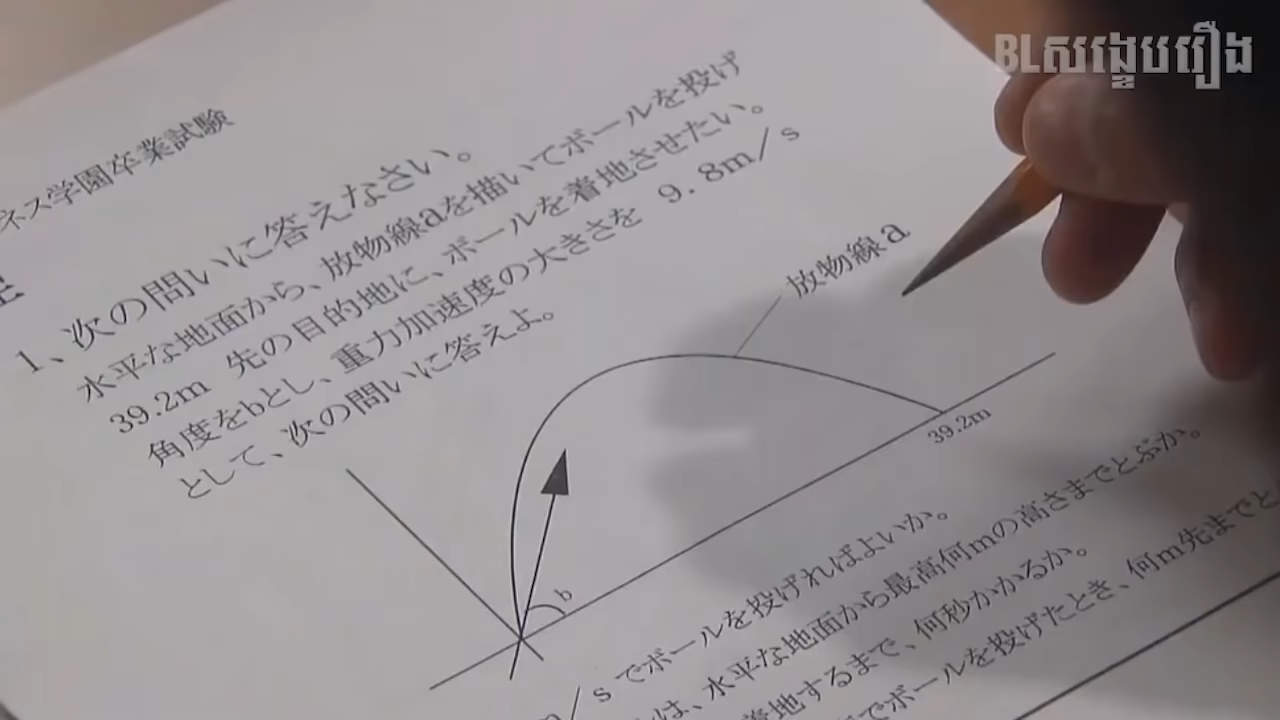 BLសង្ខេបរឿង
ネス学園卒業試験
1、次の問いに答えなさい。
水平な地面から、放物線aを描いてボールを投げ
39.2m 先の目的地に、ボールを着地させたい。
角度をbとし、重力加速度の大きさを 9.8m/s
として、次の問いに答えよ。
放物線a
39.2m
b
m/sでボールを投げればよいか。
は、水平な地面から最高何mの高さまでとぶか。
着地するまで、何秒かかるか。
でボールを投げたとき、何m先までと